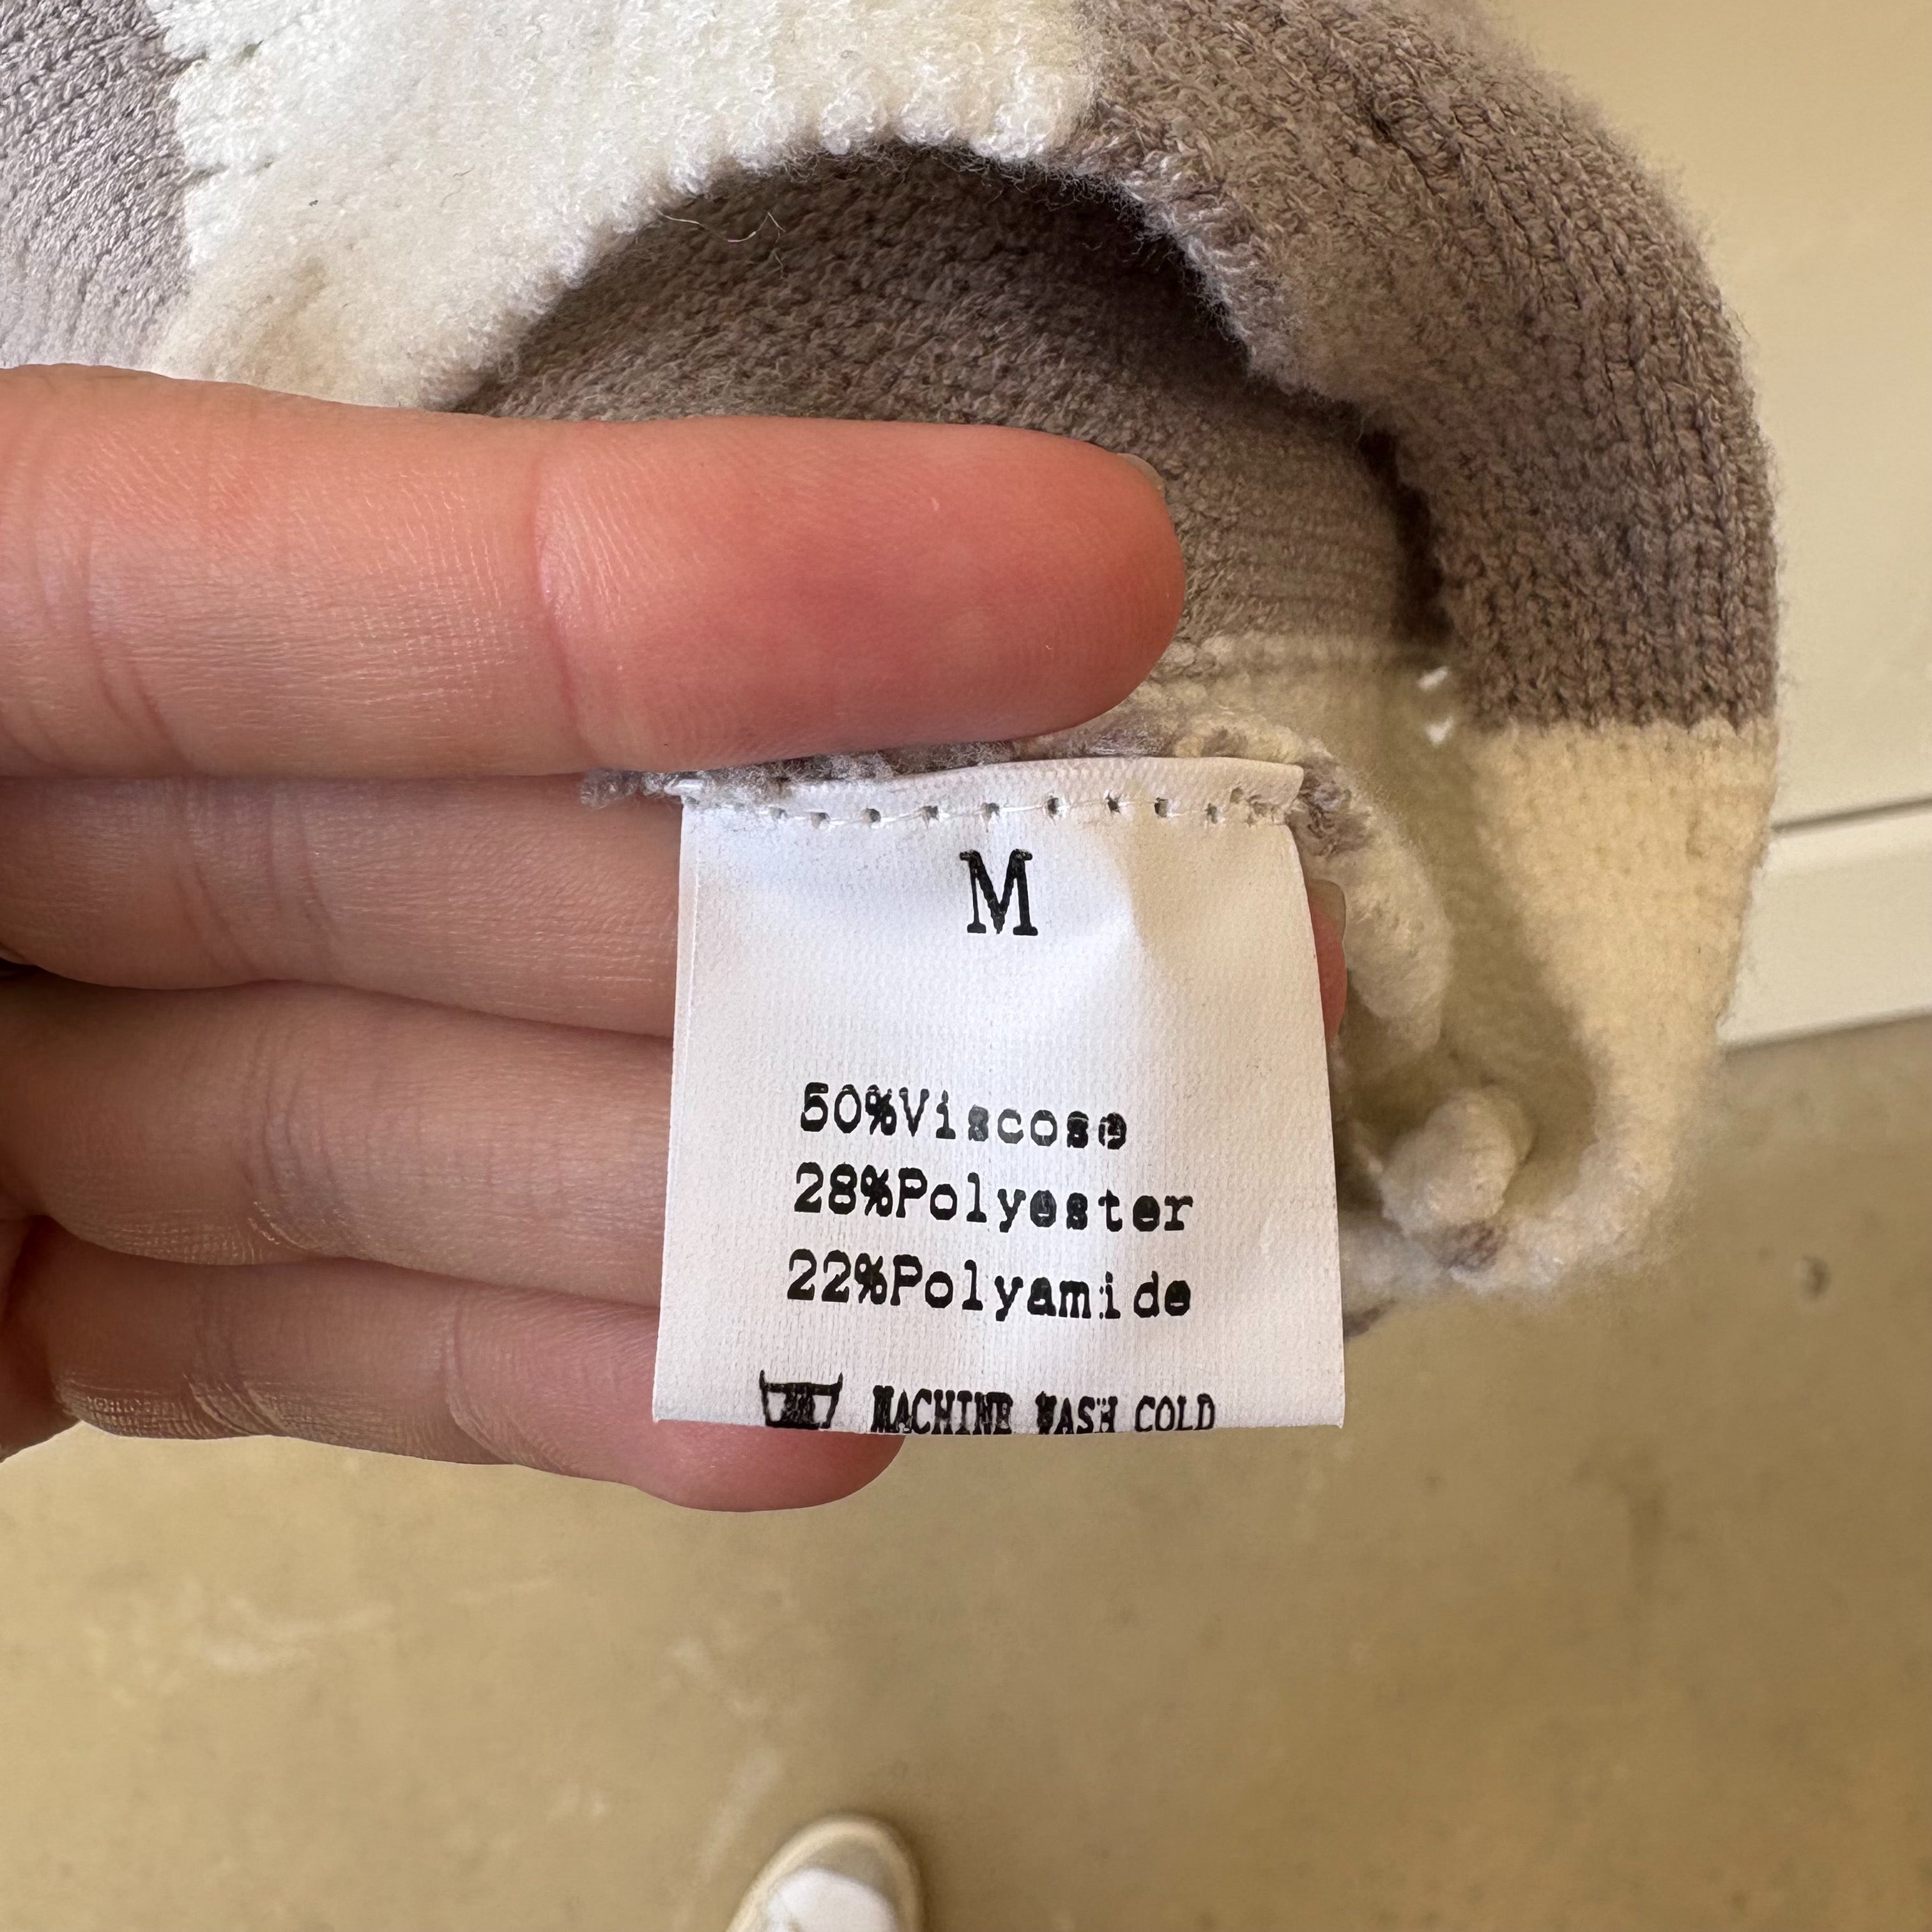 M
50%Viscose
28%Polyester
22%Polyamide
MACHINE WASH COLD